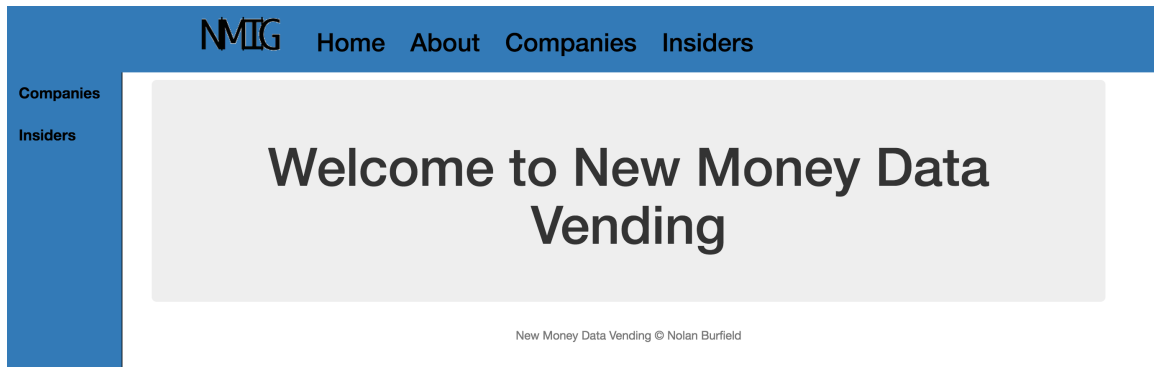 NMIG Home About Companies Insiders
Companies
Insiders
Welcome to New Money Data
Vending
New Money Data Vending © Nolan Burfield